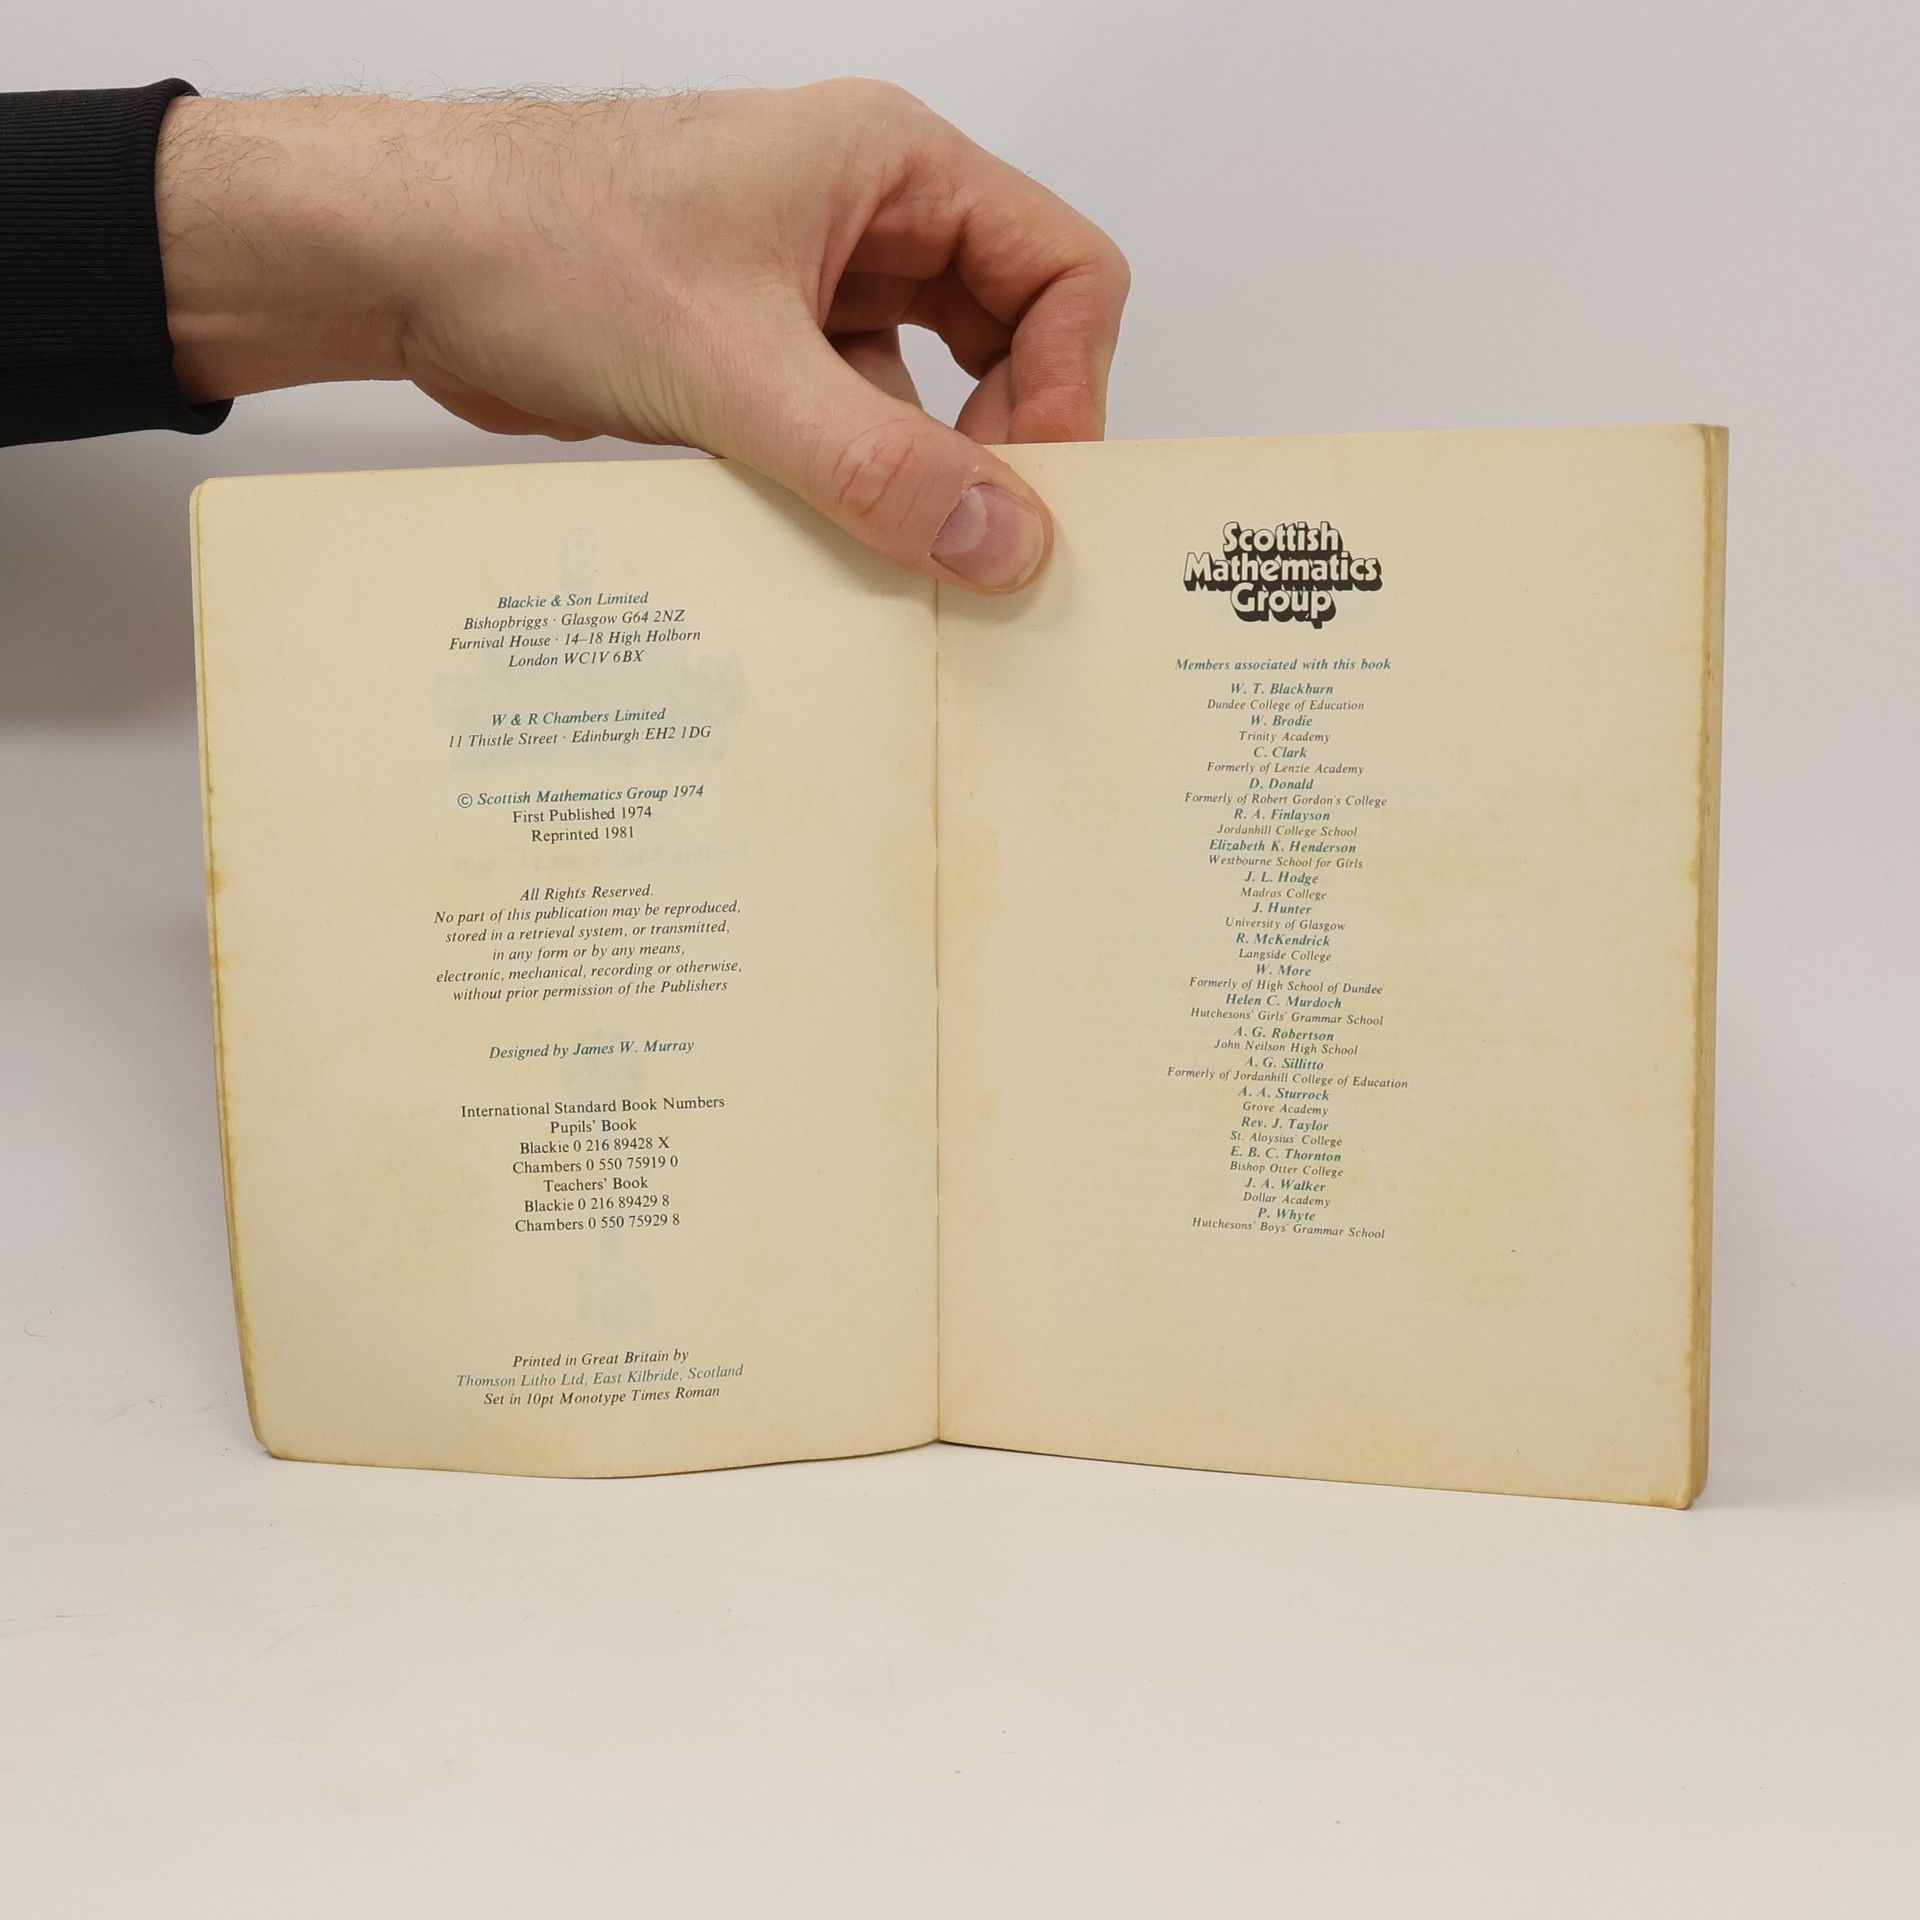 Blackie & Son Limited
Bishopbriggs · Glasgow G64 2NZ
Furnival House · 14–18 High Holborn
London WC1V 6BX
W & R Chambers Limited
11 Thistle Street · Edinburgh EH2 1DG
© Scottish Mathematics Group 1974
First Published 1974
Reprinted 1981
All Rights Reserved.
No part of this publication may be reproduced,
stored in a retrieval system, or transmitted,
in any form or by any means,
electronic, mechanical, recording or otherwise,
without prior permission of the Publishers
Designed by James W. Murray
International Standard Book Numbers
Pupils' Book
Blackie 0 216 89428 X
Chambers 0 550 75919 0
Teachers' Book
Blackie 0 216 89429 8
Chambers 0 550 75929 8
Printed in Great Britain by
Thomson Litho Ltd, East Kilbride, Scotland
Set in 10pt Monotype Times Roman
Scottish
Mathematics
Group
Members associated with this book
W. T. Blackburn
Dundee College of Education
W. Brodie
Trinity Academy
C. Clark
Formerly of Lenzie Academy
D. Donald
Formerly of Robert Gordon's College
R. A. Finlayson
Jordanhill College School
Elizabeth K. Henderson
Westbourne School for Girls
J. L. Hodge
Madras College
J. Hunter
University of Glasgow
R. McKendrick
Langside College
W. More
Formerly of High School of Dundee
Helen C. Murdoch
Hutchesons' Girls' Grammar School
A. G. Robertson
John Neilson High School
A. G. Sillitto
Formerly of Jordanhill College of Education
A. A. Sturrock
Grove Academy
Rev. J. Taylor
St. Aloysius' College
E. B. C. Thornton
Bishop Otter College
J. A. Walker
Dollar Academy
P. Whyte
Hutchesons' Boys' Grammar School